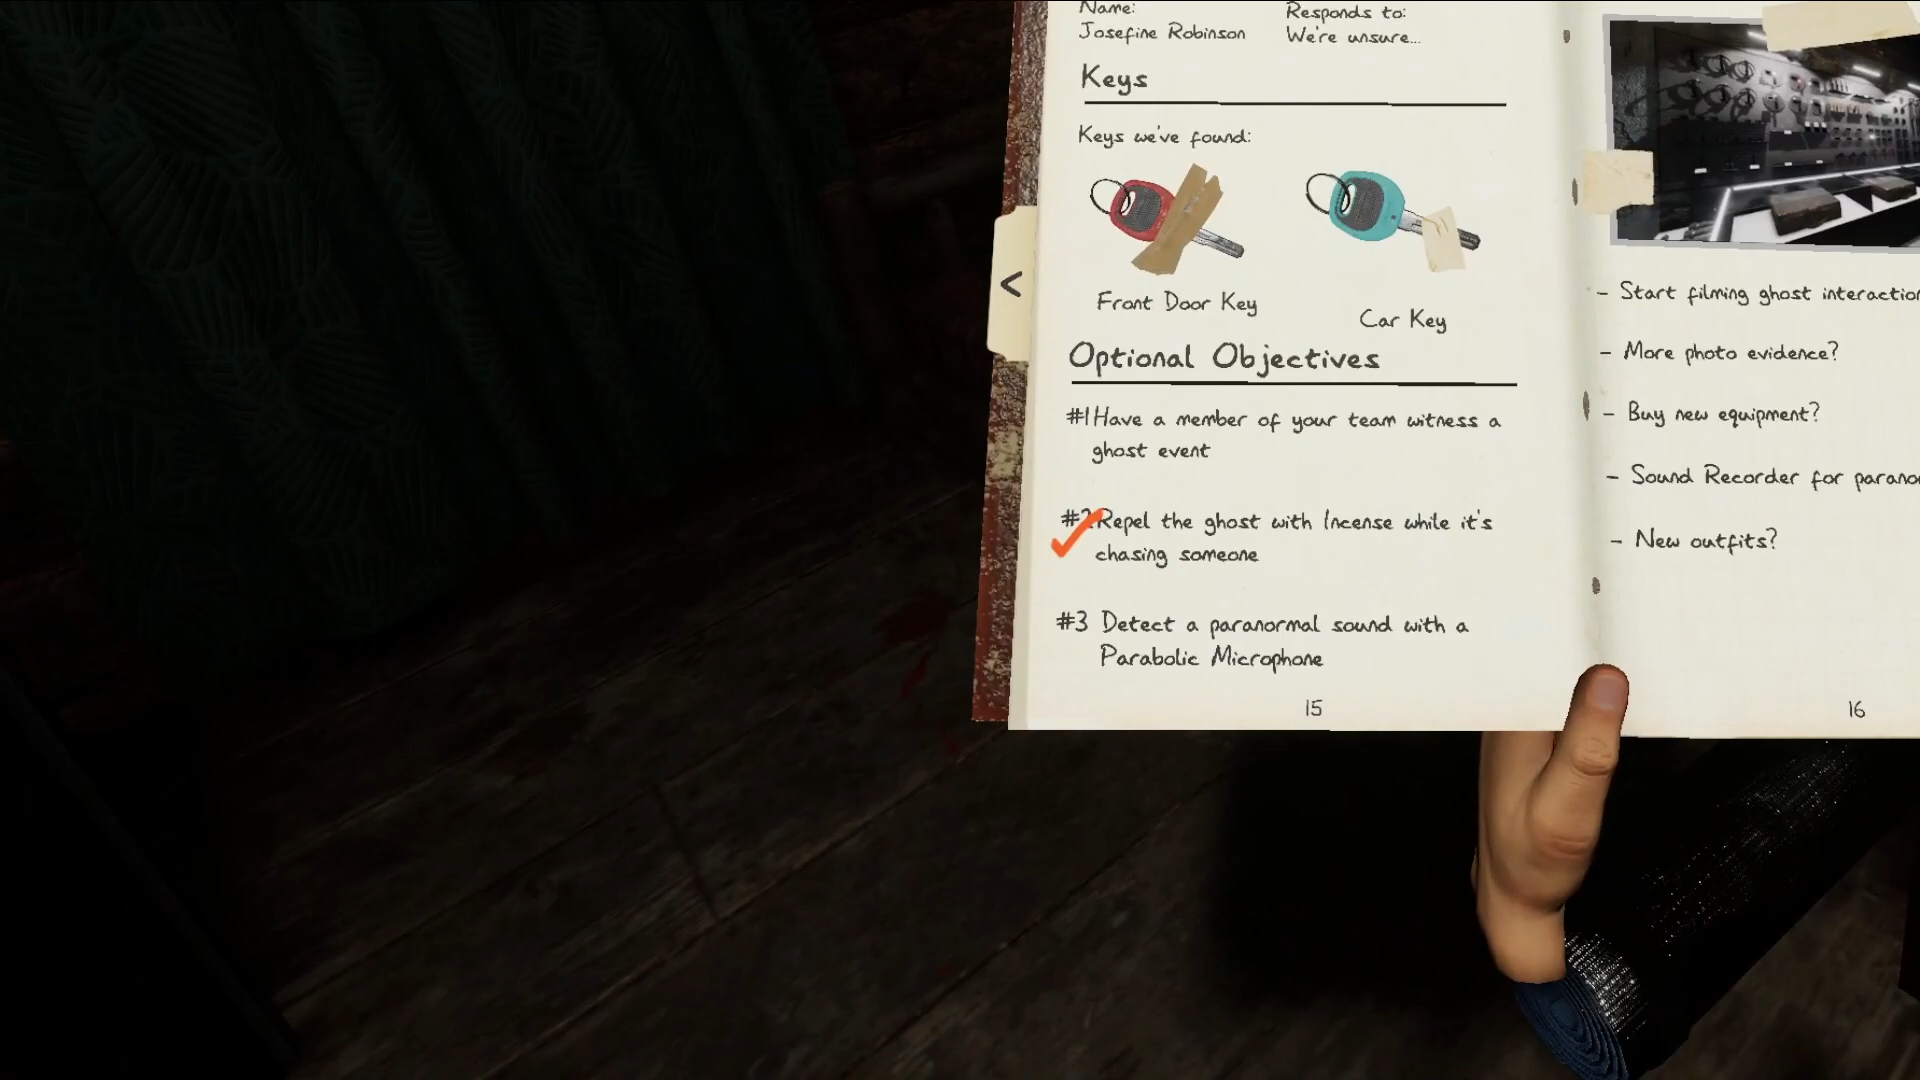 Name:
Josefine Robinson
Responds to:
We're unsure...
Keys
Keys we've found:
Front Door Key
Car Key
Optional Objectives
#1 Have a member of your team witness a
ghost event
#2 Repel the ghost with Incense while it's
chasing someone
#3 Detect a paranormal sound with a
Parabolic Microphone
15
<
- Start filming ghost
- More photo evidence?
- Buy new equipment?
- Sound Recorder for
- New outfits?
16